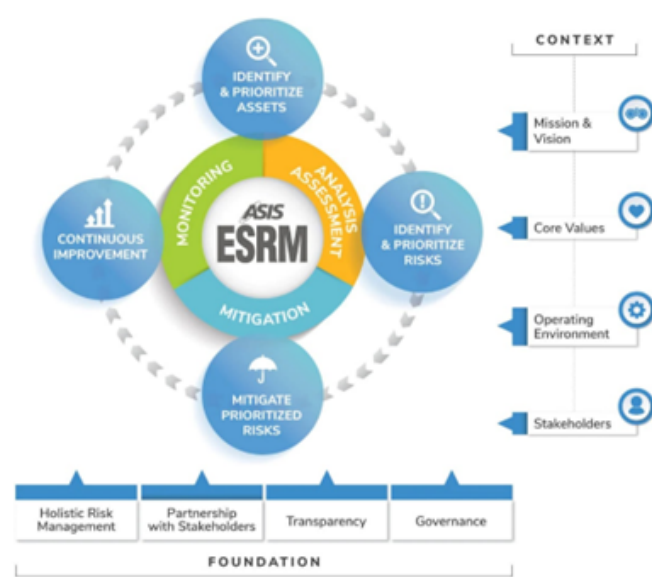 CONTEXT
IDENTIFY
& PRIORITIZE
ASSETS
Mission &
Vision
MONITORING
ANALYSIS
ASSESSMENT
ASIS
ESRM
CONTINUOUS
IMPROVEMENT
IDENTIFY
& PRIORITIZE
RISKS
Core Values
MITIGATION
Operating
Environment
MITIGATE
PRIORITIZED
RISKS
Stakeholders
Holistic Risk
Management
Partnership
with Stakeholders
Transparency
Governance
FOUNDATION